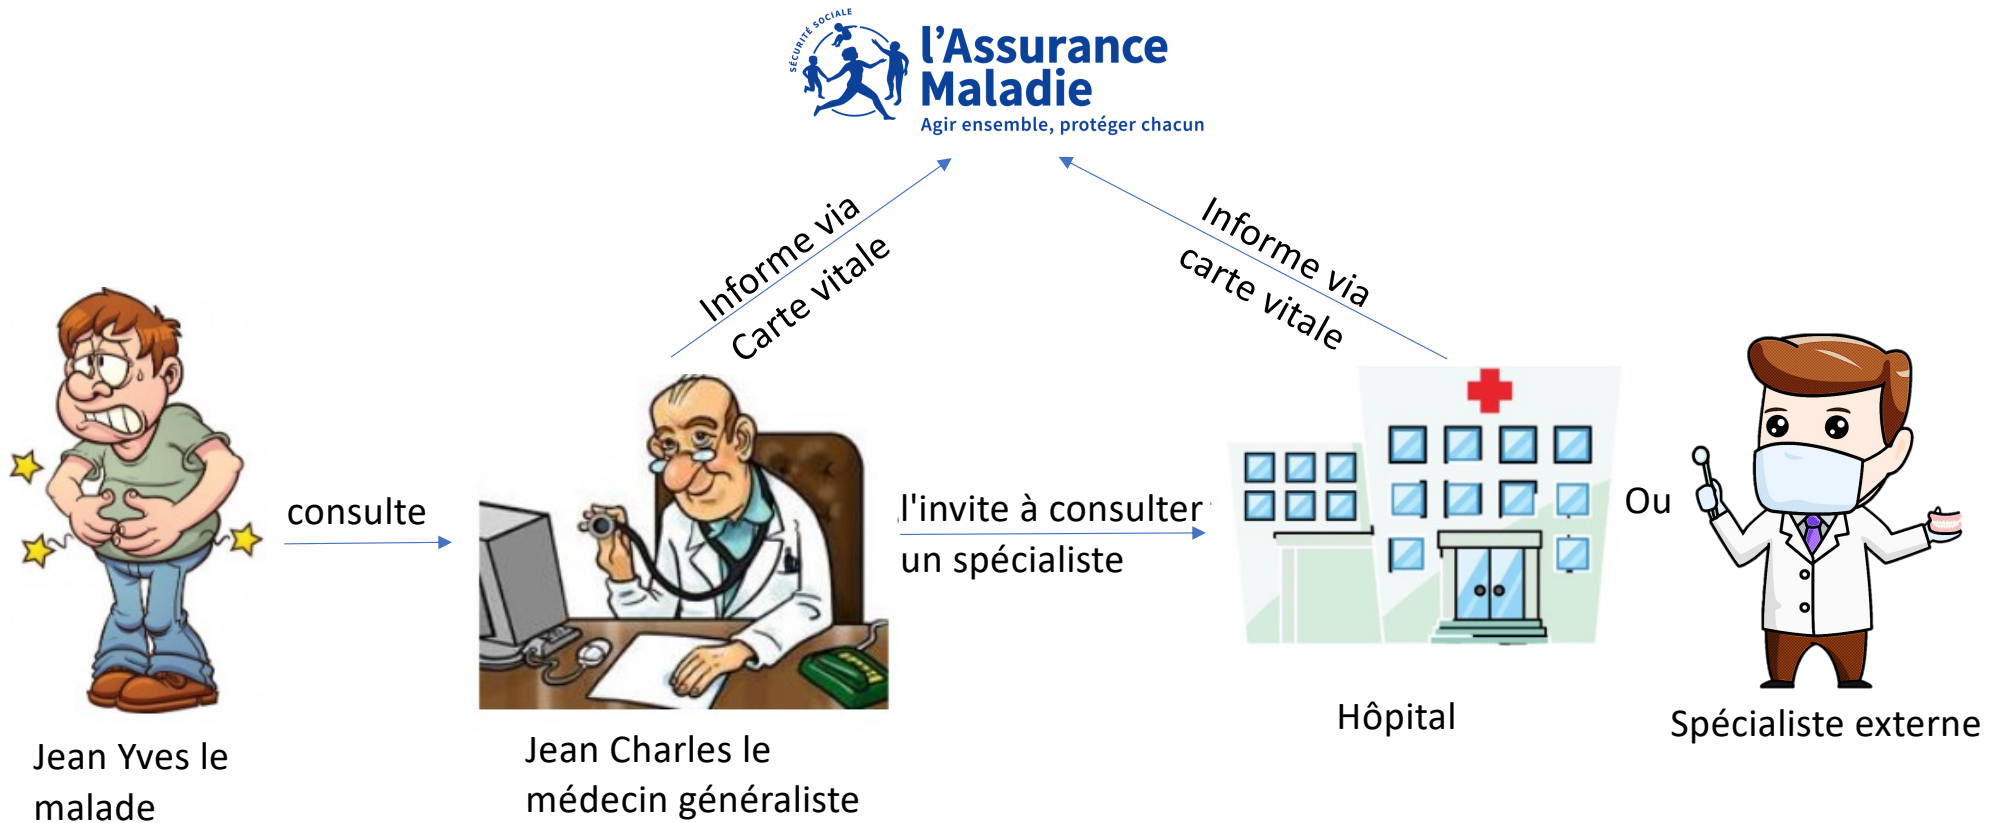 SÉCURITÉ SOCIALE
l'Assurance
Maladie
Agir ensemble, protéger chacun
Informe via
Carte vitale
Informe via
carte vitale
consulte
l'invite à consulter
un spécialiste
Ou
Jean Yves le
malade
Jean Charles le
médecin généraliste
Hôpital
Spécialiste externe